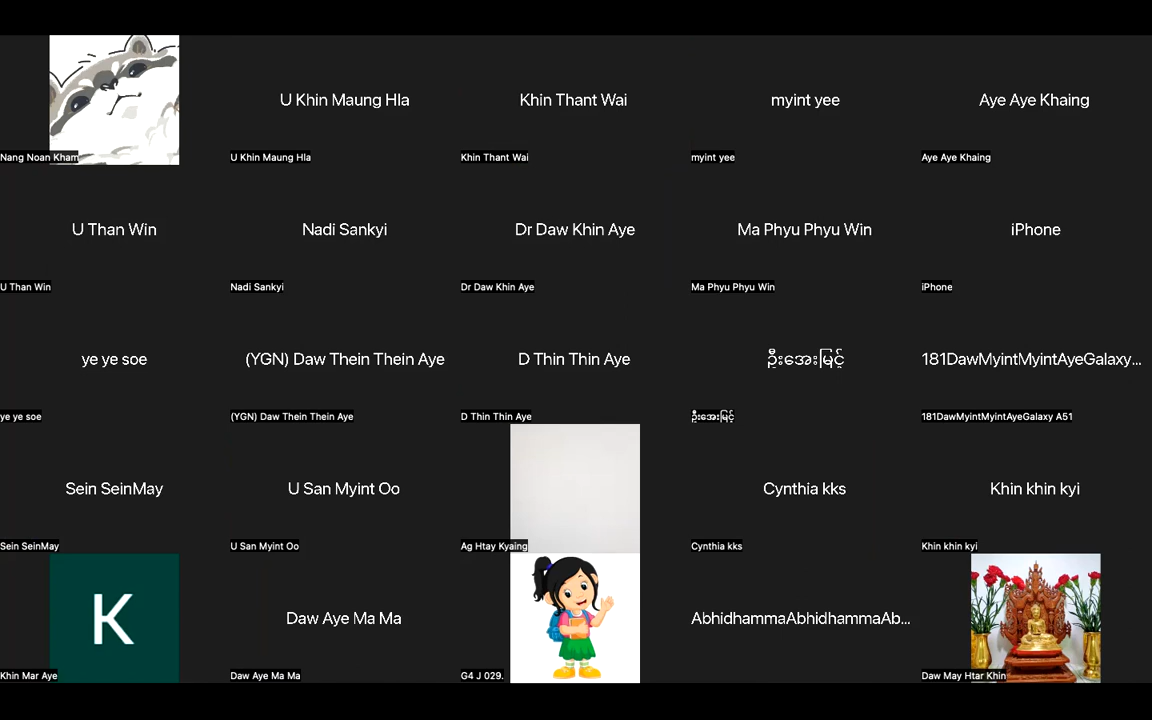 U Khin Maung Hla
Khin Thant Wai
myint yee
Aye Aye Khaing
Nang Noan Kham
U Khin Maung Hla
Khin Thant Wai
myint yee
Aye Aye Khaing
U Than Win
Nadi Sankyi
Dr Daw Khin Aye
Ma Phyu Phyu Win
iPhone
U Than Win
Nadi Sankyi
Dr Daw Khin Aye
Ma Phyu Phyu Win
iPhone
ye ye soe
(YGN) Daw Thein Thein Aye
D Thin Thin Aye
ဦးအေးမြင့်
181DawMyintMyintAyeGalaxy...
ye ye soe
(YGN) Daw Thein Thein Aye
D Thin Thin Aye
ဦးအေးမြင့်
181DawMyintMyintAyeGalaxy A51
Sein SeinMay
U San Myint Oo
Cynthia kks
Khin khin kyi
Sein SeinMay
U San Myint Oo
Ag Htay Kyaing
Cynthia kks
Khin khin kyi
K
Daw Aye Ma Ma
AbhidhammaAbhidhammaAb...
Khin Mar Aye
Daw Aye Ma Ma
G4 J 029.
Daw May Htar Khin